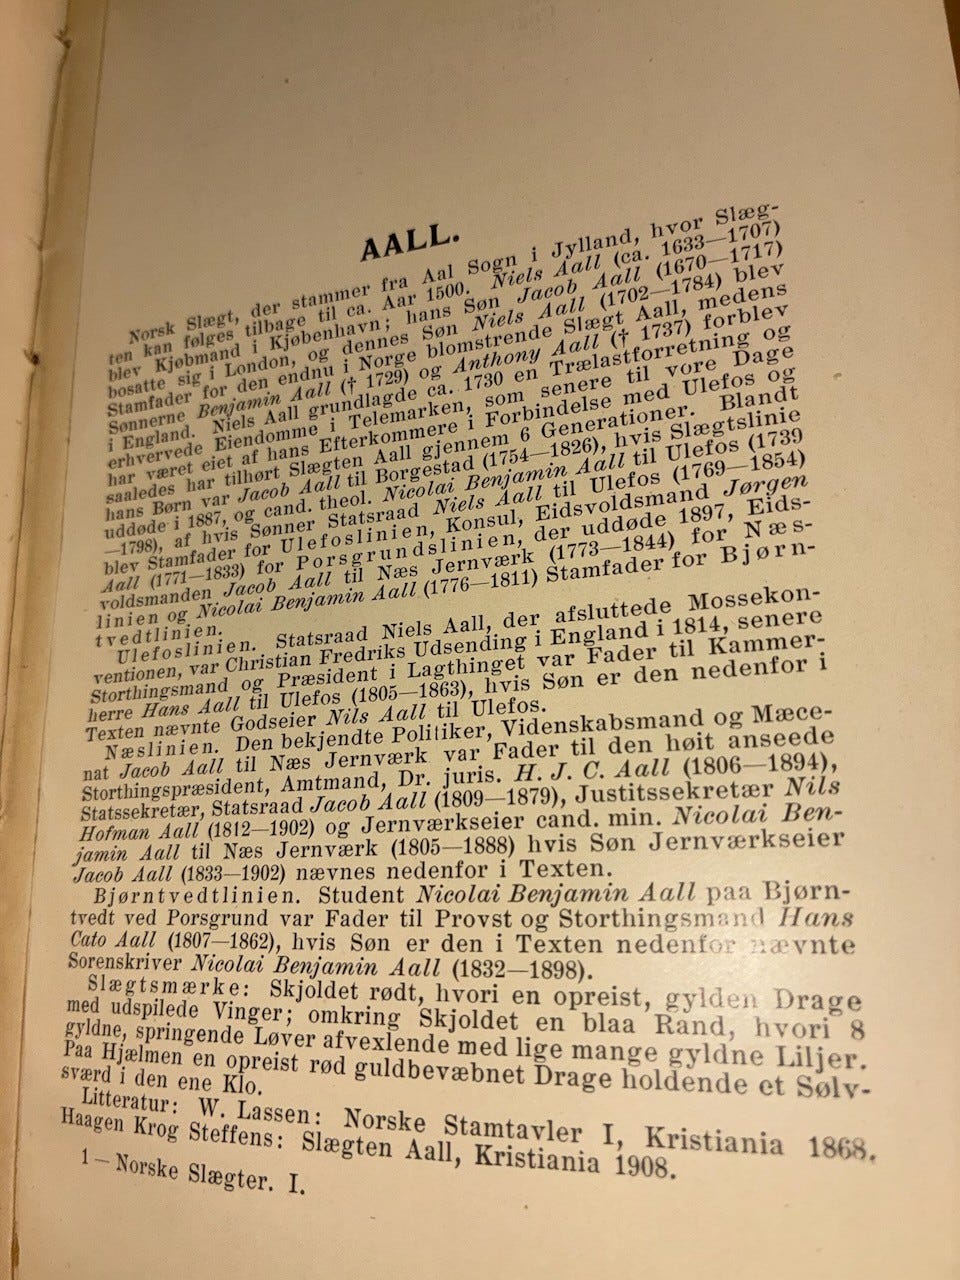 AALL.
Norsk Slægt, der stammer fra Aal Sogn i Jylland, hvor Slæg-
ten kan følges tilbage til ca. Aar 1500. Niels Aall (ca. 1633—1707)
blev Kjøbmand i Kjøbenhavn; hans Søn Jacob Aall (1670—1717)
bosatte sig i London, og dennes Søn Niels Aall (1702—1784) blev
Stamfader for den endnu i Norge blomstrende Slægt Aall, medens
Sønnerne Benjamin Aall († 1729) og Anthony Aall († 1737) forblev
i England. Niels Aall grundlagde ca. 1730 en Trælastforretning og
erhvervede Eiendomme i Telemarken, som senere til vore Dage
har været eiet af hans Efterkommere i Forbindelse med Ulefos og
saaledes har tilhørt Slægten Aall gjennem 6 Generationer. Blandt
hans Børn var Jacob Aall til Borgestad (1754—1826), hvis Slægtslinie
uddøde i 1887, og cand. theol. Nicolai Benjamin Aall til Ulefos (1739
—1798), af hvis Sønner Statsraad Niels Aall til Ulefos (1769—1854)
blev Stamfader for Ulefoslinien, Konsul, Eidsvoldsmand Jørgen
Aall (1771—1833) for Porsgrundslinien, der uddøde 1897, Eids-
voldsmanden Jacob Aall til Næs Jernværk (1773—1844) for Næs-
linien og Nicolai Benjamin Aall (1776—1811) Stamfader for Bjørn-
tvedtlinien.
Ulefoslinien. Statsraad Niels Aall, der afsluttede Mossekon-
ventionen, var Christian Fredriks Udsending i England i 1814, senere
Storthingsmand og Præsident i Lagthinget var Fader til Kammer-
herre Hans Aall til Ulefos (1805—1863), hvis Søn er den nedenfor i
Texten nævnte Godseier Nils Aall til Ulefos.
Næslinien. Den bekjendte Politiker, Videnskabsmand og Mæce-
nat Jacob Aall til Næs Jernværk var Fader til den høit anseede
Storthingspræsident, Amtmand, Dr. juris. H. J. C. Aall (1806—1894),
Statssekretær, Statsraad Jacob Aall (1809—1879), Justitssekretær Nils
Hofman Aall (1812—1902) og Jernværkseier cand. min. Nicolai Ben-
jamin Aall til Næs Jernværk (1805—1888) hvis Søn Jernværkseier
Jacob Aall (1833—1902) nævnes nedenfor i Texten.
Bjørntvedtlinien. Student Nicolai Benjamin Aall paa Bjørn-
tvedt ved Porsgrund var Fader til Provst og Storthingsmand Hans
Cato Aall (1807—1862), hvis Søn er den i Texten nedenfor nævnte
Sorenskriver Nicolai Benjamin Aall (1832—1898).
Slægtsmærke: Skjoldet rødt, hvori en opreist, gylden Drage
med udspilede Vinger; omkring Skjoldet en blaa Rand, hvori 8
gyldne, springende Løver afvexlende med lige mange gyldne Liljer.
Paa Hjælmen en opreist rød guldbevæbnet Drage holdende et Sølv-
sværd i den ene Klo.
Litteratur: W. Lassen: Norske Stamtavler I, Kristiania 1868.
Haagen Krog Steffens: Slægten Aall, Kristiania 1908.
1 — Norske Slægter. I.